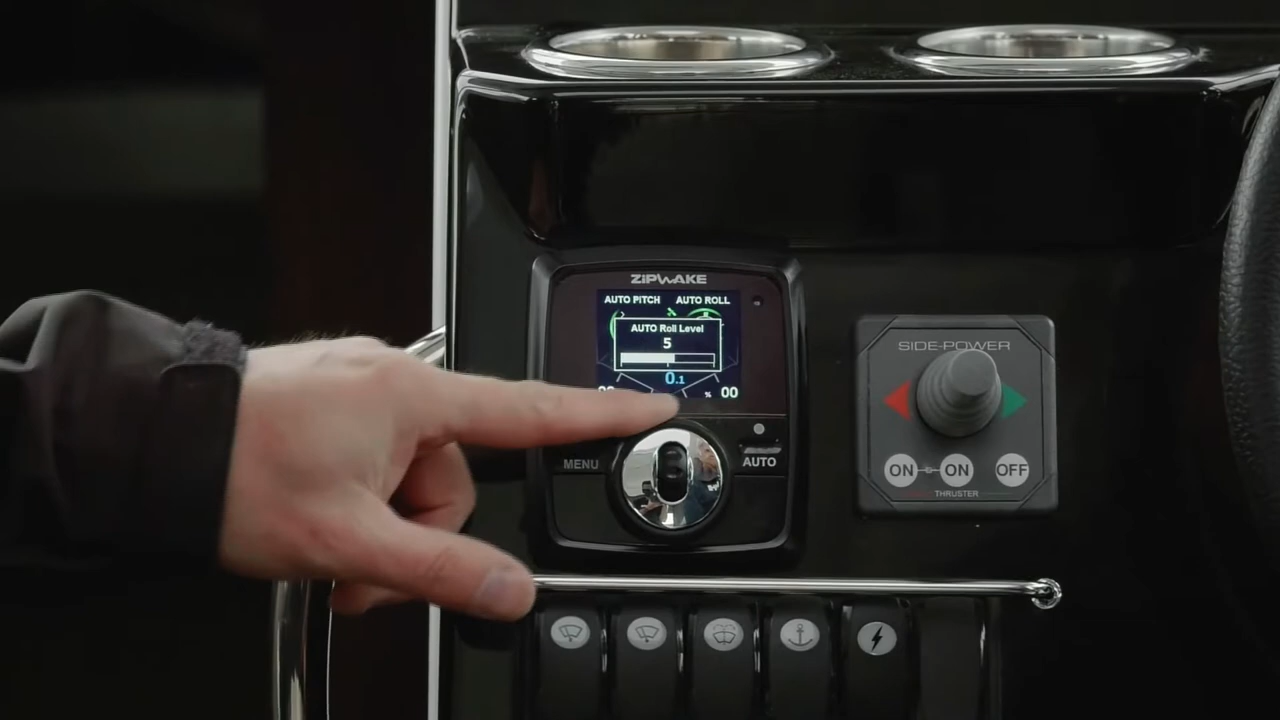 ZIPWAKE
AUTO PITCH AUTO ROLL
AUTO Roll Level
5
0.1
% 00
MENU
AUTO
SIDE-POWER
ON ON OFF
THRUSTER